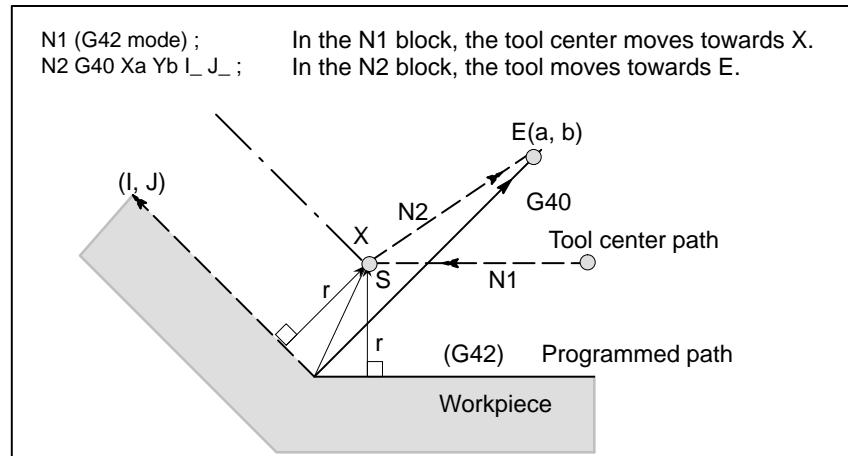 N1 (G42 mode) ; In the N1 block, the tool center moves towards X.
N2 G40 Xa Yb I_ J_ ; In the N2 block, the tool moves towards E.
E(a, b)
(I, J)
N2
G40
X
Tool center path
S
N1
r
r
(G42)
Programmed path
Workpiece